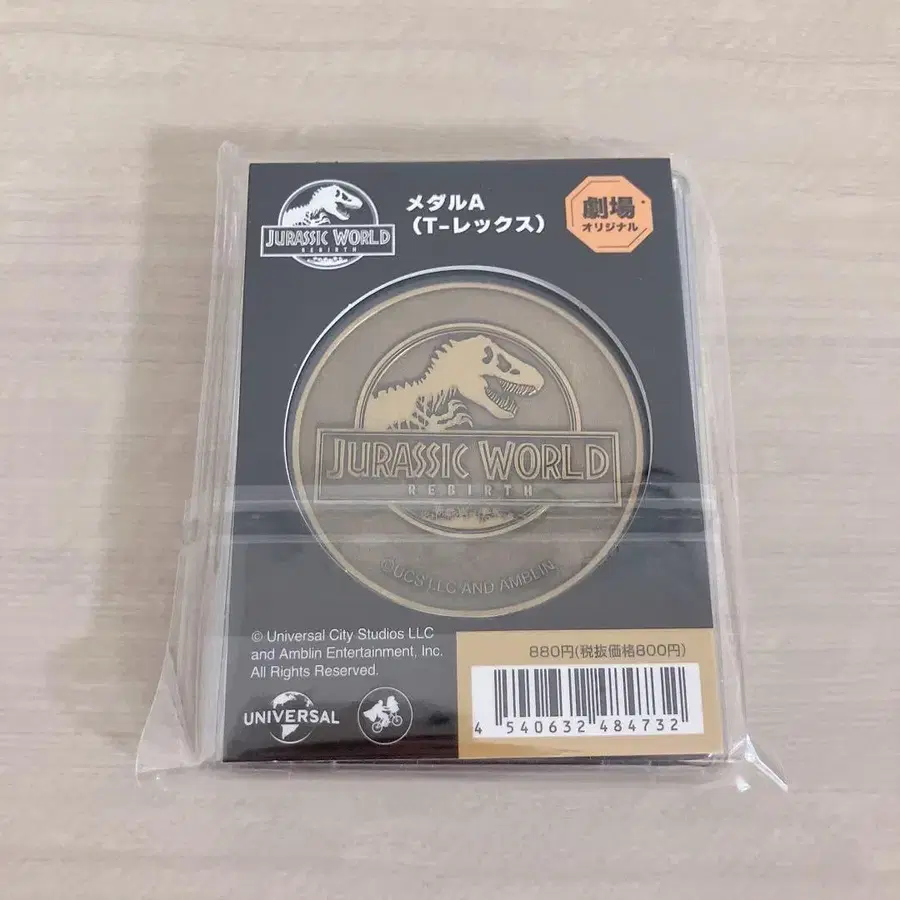 JURASSIC WORLD
REBIRTH
メダルA
(T-レックス)
劇場
オリジナル
JURASSIC WORLD
REBIRTH
©UCS LLC AND AMBLIN
© Universal City Studios LLC
and Amblin Entertainment, Inc.
All Rights Reserved.
UNIVERSAL
880円(税抜価格800円)
4 540632 484732